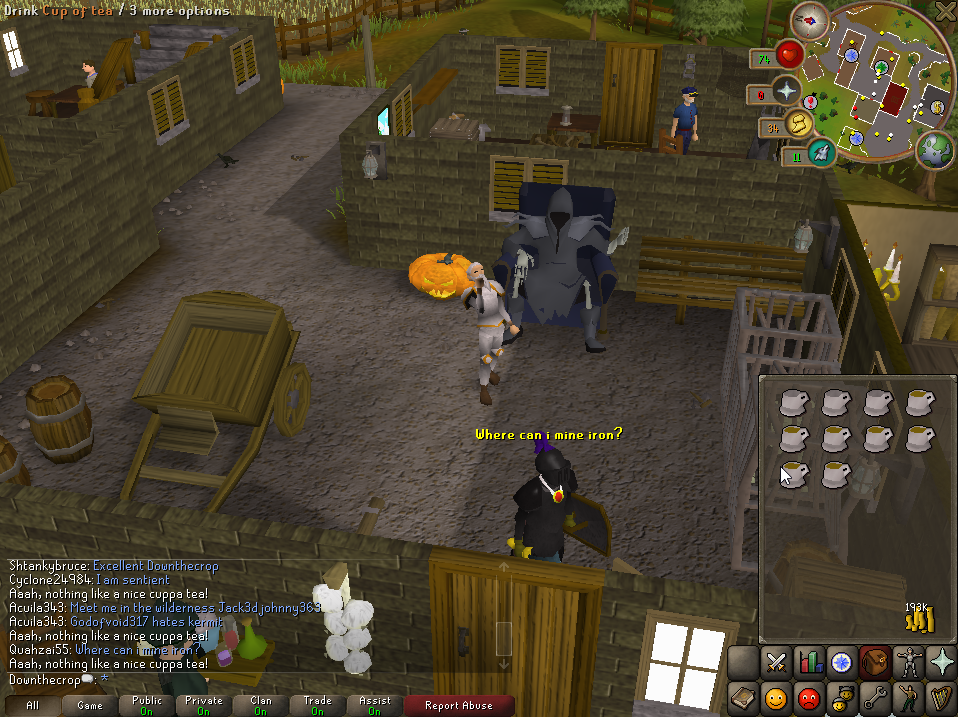 Drink Cup of tea / 3 more options
74
0
34
11
Where can i mine iron?
193K
Shtankybruce: Excellent Downthecrop
Cyclone24984: I am sentient
Aaah, nothing like a nice cuppa tea!
Acuila343: Meet me in the wilderness Jack3djohnny363
Acuila343: Godofvoid317 hates kermit
Aaah, nothing like a nice cuppa tea!
Quahzai55: Where can i mine iron?
Aaah, nothing like a nice cuppa tea!
Downthecrop: *
All
Game
Public
On
Private
On
Clan
On
Trade
On
Assist
On
Report Abuse